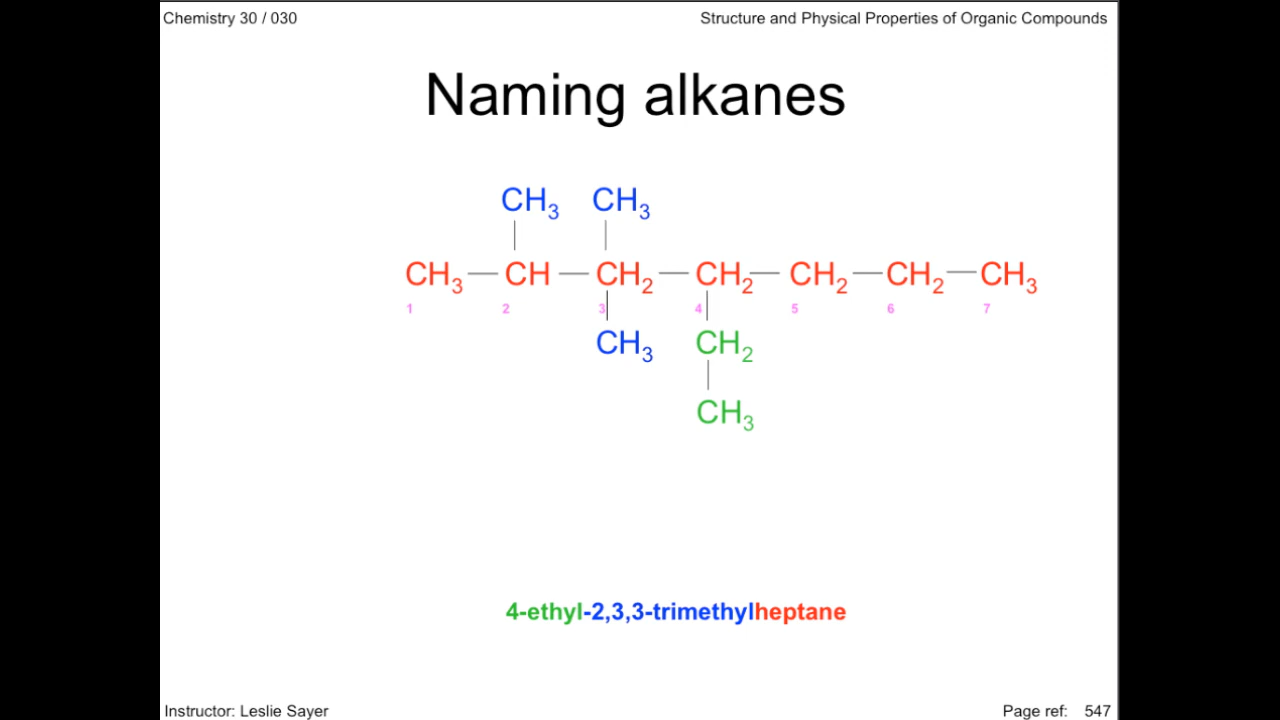 Chemistry 30 / 030
Structure and Physical Properties of Organic Compounds
Naming alkanes
CH₃ CH₃
CH₃ — CH — CH₂ — CH₂ — CH₂ — CH₂ — CH₃
1 2 3 4 5 6 7
CH₃ CH₂
CH₃
4-ethyl-2,3,3-trimethylheptane
Instructor: Leslie Sayer
Page ref: 547